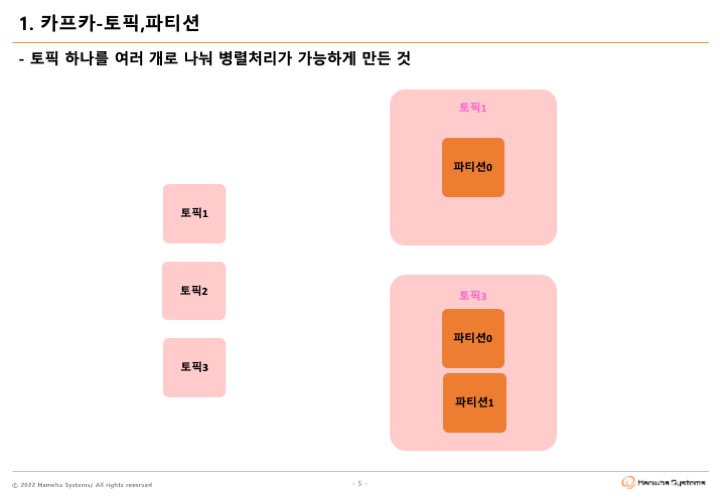 1. 카프카-토픽,파티션
- 토픽 하나를 여러 개로 나눠 병렬처리가 가능하게 만든 것
토픽1
파티션0
토픽1
토픽2
토픽3
토픽3
파티션0
파티션1
ⓒ 2022 Hanwha Systems/ All rights reserved
- 5 -
Hanwha Systems